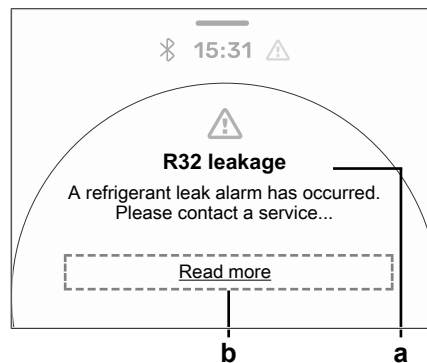 15:31
R32 leakage
A refrigerant leak alarm has occurred.
Please contact a service...
Read more
b a